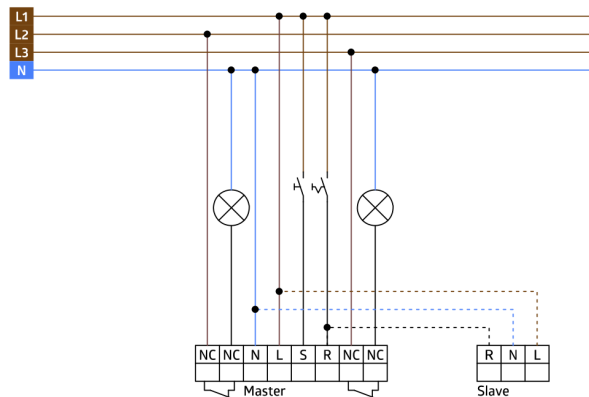 L1
L2
L3
N
NC NC N L S R NC NC
R N L
Master
Slave